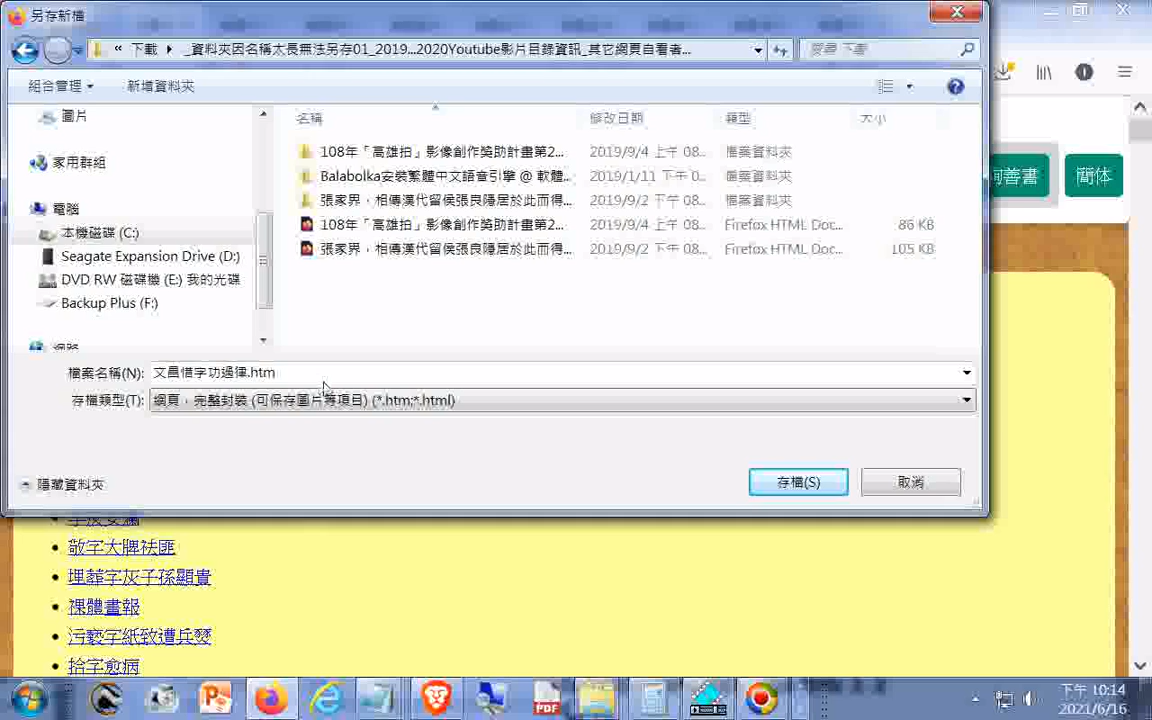 另存新檔
« 下載 ▸ _資料夾因名稱太長無法另存01_2019...2020Youtube影片目錄資訊_其它網頁自看者...
搜尋 下載
組合管理 新增資料夾
名稱 修改日期 類型 大小
108年「高雄拍」影像創作獎助計畫第2... 2019/9/4 上午 08... 檔案資料夾
Balabolka安裝繁體中文語音引擎 @ 軟體... 2019/1/11 下午 0... 檔案資料夾
張家界，相傳漢代留侯張良隱居於此而得... 2019/9/2 下午 08... 檔案資料夾
108年「高雄拍」影像創作獎助計畫第2... 2019/9/4 上午 08... Firefox HTML Doc... 86 KB
張家界，相傳漢代留侯張良隱居於此而得... 2019/9/2 下午 08... Firefox HTML Doc... 105 KB
圖片
家用群組
電腦
本機磁碟 (C:)
Seagate Expansion Drive (D:)
DVD RW 磁碟機 (E:) 我的光碟
Backup Plus (F:)
網路
檔案名稱(N): 文昌惜字功過律.htm
存檔類型(T): 網頁，完整封裝 (可保存圖片等項目) (*.htm;*.html)
隱藏資料夾
存檔(S) 取消
善書 簡体
敬字大牌祛匪
埋葬字灰子孫顯貴
裸體畫報
污褻字紙致遭兵燹
拾字愈病
PDF
下午 10:14
2021/6/16